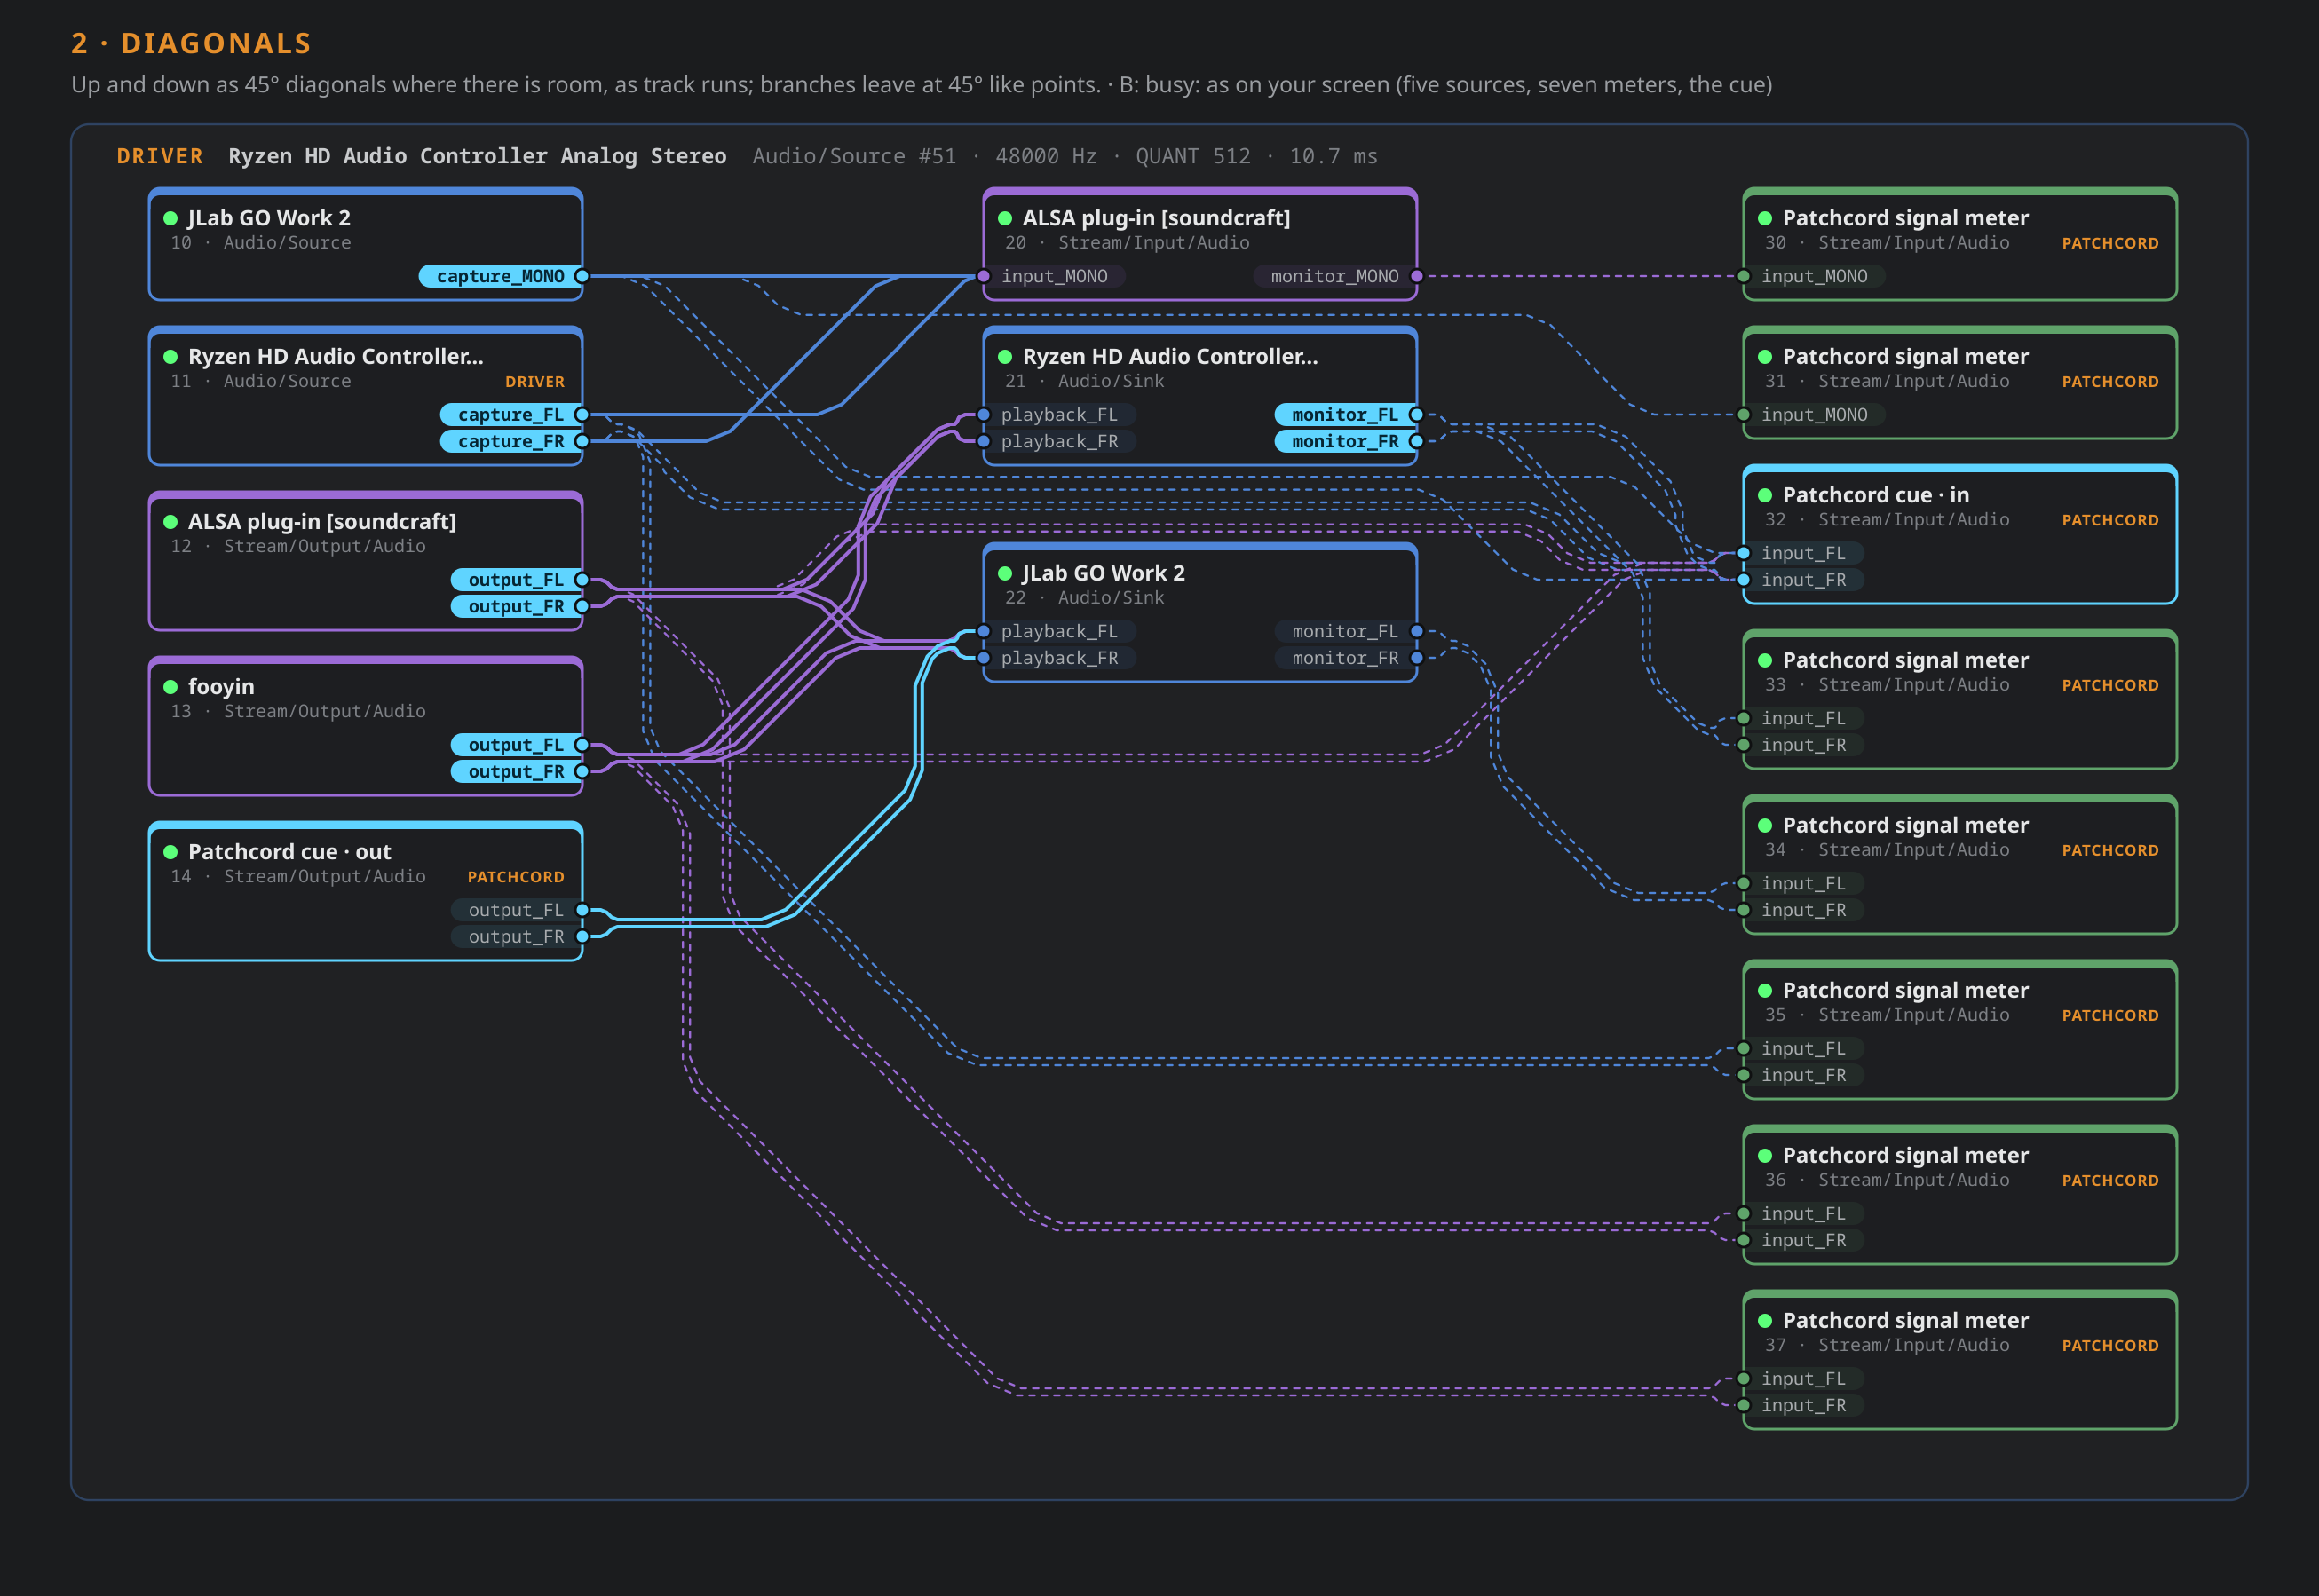 2 · DIAGONALS
Up and down as 45° diagonals where there is room, as track runs; branches leave at 45° like points. · B: busy: as on your screen (five sources, seven meters, the cue)
DRIVER Ryzen HD Audio Controller Analog Stereo Audio/Source #51 · 48000 Hz · QUANT 512 · 10.7 ms
JLab GO Work 2
10 · Audio/Source
capture_MONO
Ryzen HD Audio Controller…
11 · Audio/Source DRIVER
capture_FL
capture_FR
ALSA plug-in [soundcraft]
12 · Stream/Output/Audio
output_FL
output_FR
fooyin
13 · Stream/Output/Audio
output_FL
output_FR
Patchcord cue · out
14 · Stream/Output/Audio PATCHCORD
output_FL
output_FR
ALSA plug-in [soundcraft]
20 · Stream/Input/Audio
input_MONO monitor_MONO
Ryzen HD Audio Controller…
21 · Audio/Sink
playback_FL monitor_FL
playback_FR monitor_FR
JLab GO Work 2
22 · Audio/Sink
playback_FL monitor_FL
playback_FR monitor_FR
Patchcord signal meter
30 · Stream/Input/Audio PATCHCORD
input_MONO
Patchcord signal meter
31 · Stream/Input/Audio PATCHCORD
input_MONO
Patchcord cue · in
32 · Stream/Input/Audio PATCHCORD
input_FL
input_FR
Patchcord signal meter
33 · Stream/Input/Audio PATCHCORD
input_FL
input_FR
Patchcord signal meter
34 · Stream/Input/Audio PATCHCORD
input_FL
input_FR
Patchcord signal meter
35 · Stream/Input/Audio PATCHCORD
input_FL
input_FR
Patchcord signal meter
36 · Stream/Input/Audio PATCHCORD
input_FL
input_FR
Patchcord signal meter
37 · Stream/Input/Audio PATCHCORD
input_FL
input_FR